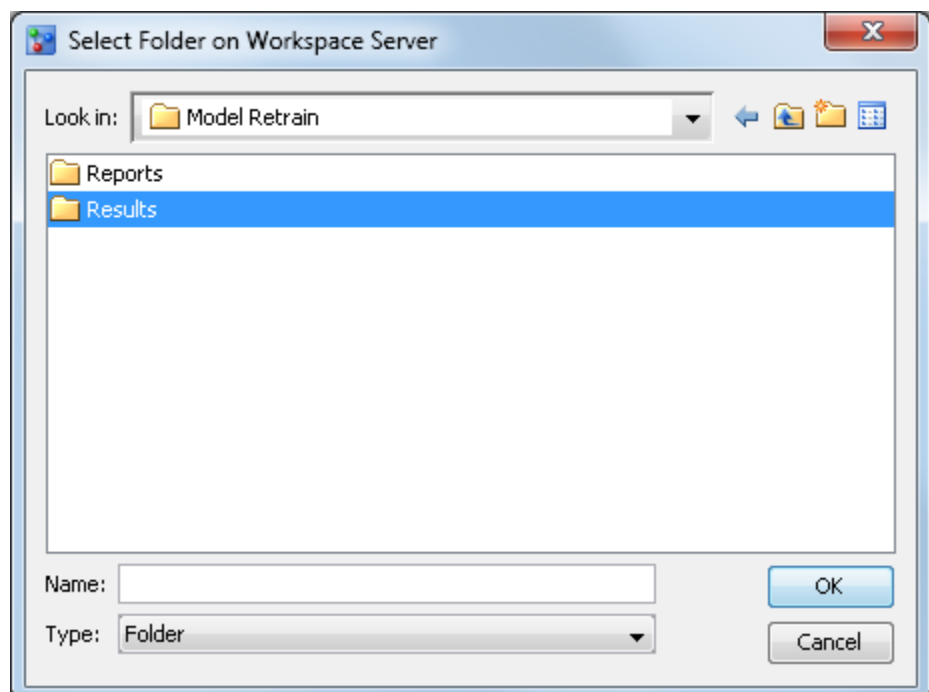 Select Folder on Workspace Server
Look in: Model Retrain
Reports
Results
Name:
OK
Type: Folder
Cancel